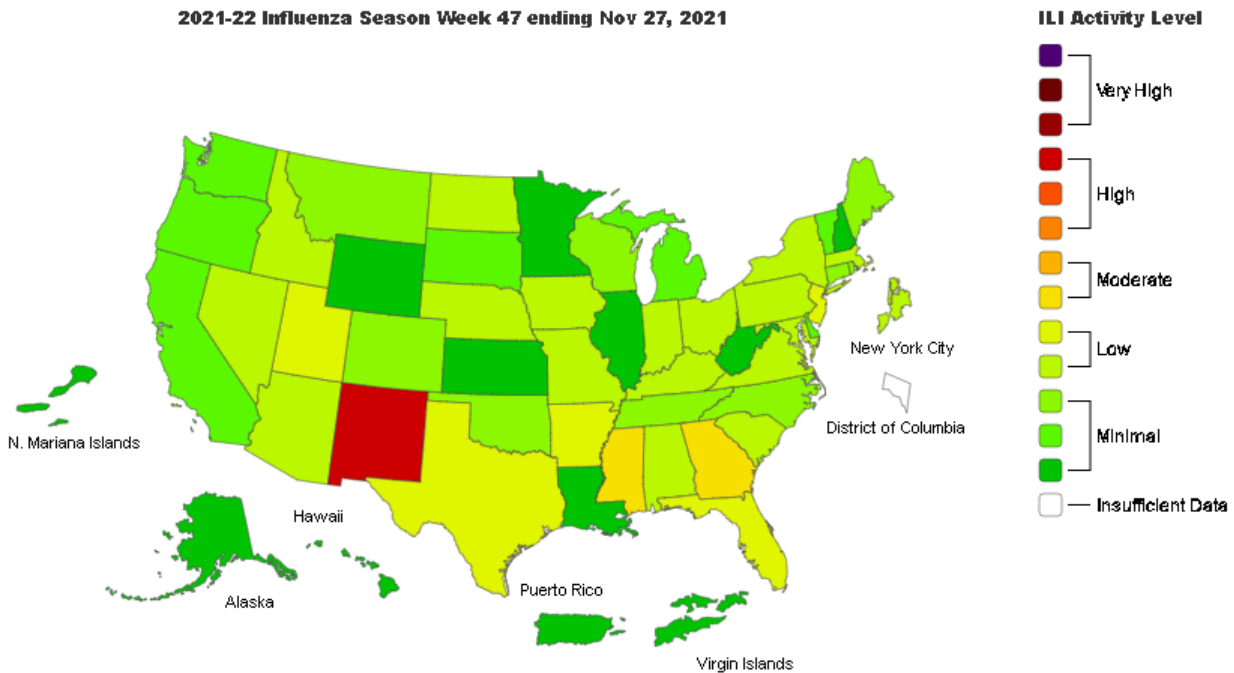 2021-22 Influenza Season Week 47 ending Nov 27, 2021
ILI Activity Level
Very High
High
Moderate
Low
Minimal
Insufficient Data
New York City
District of Columbia
N. Mariana Islands
Hawaii
Alaska
Puerto Rico
Virgin Islands